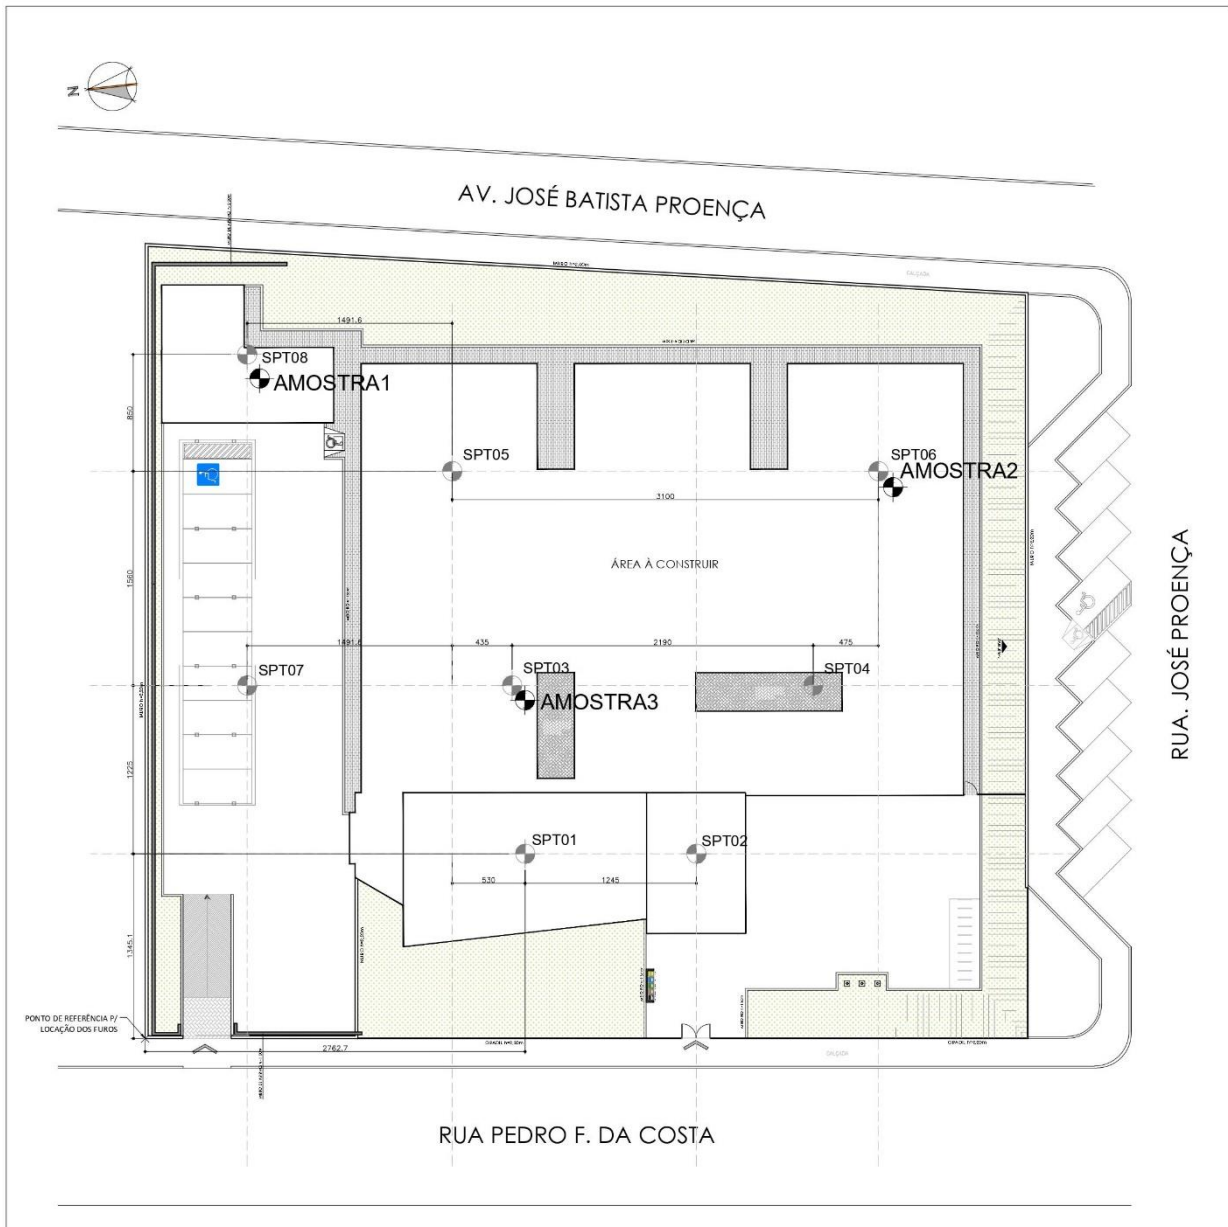 N
AV. JOSÉ BATISTA PROENÇA
CALÇADA
1491.6
SPT08
AMOSTRA1
850
SPT05
SPT06
AMOSTRA2
3100
ÁREA À CONSTRUIR
1560
RUA. JOSÉ PROENÇA
1491.6
435
2190
475
SPT07
SPT03
SPT04
AMOSTRA3
1225
SPT01
SPT02
530
1245
1345.1
PONTO DE REFERÊNCIA P/
LOCAÇÃO DOS FUROS
2762.7
CALÇADA
RUA PEDRO F. DA COSTA